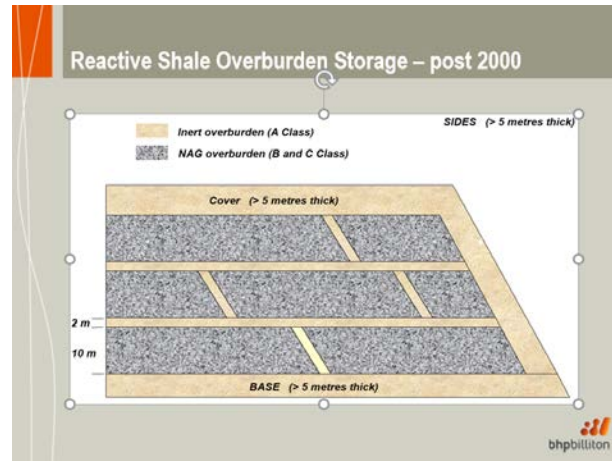 Reactive Shale Overburden Storage – post 2000
SIDES (> 5 metres thick)
Inert overburden (A Class)
NAG overburden (B and C Class)
Cover (> 5 metres thick)
2 m
10 m
BASE (> 5 metres thick)
bhpbilliton